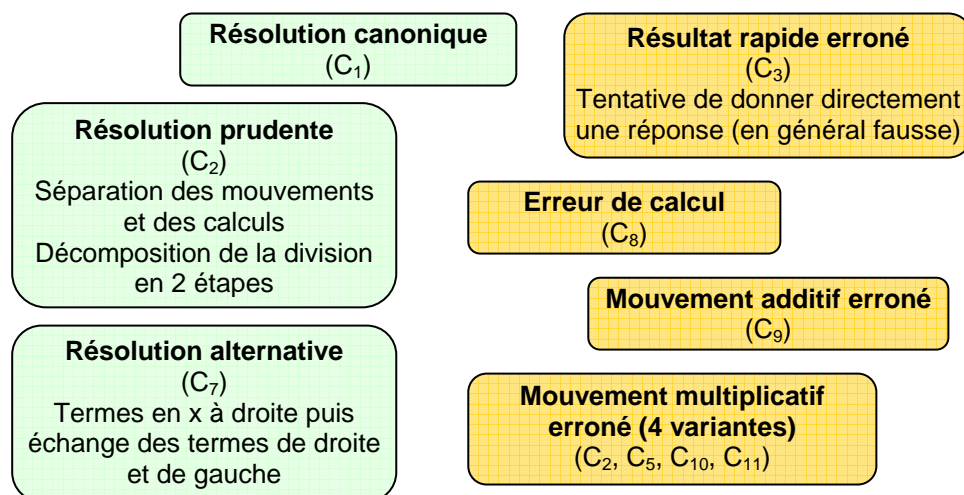 Résolution canonique
(C₁)
Résolution prudente
(C₂)
Séparation des mouvements
et des calculs
Décomposition de la division
en 2 étapes
Résolution alternative
(C₇)
Termes en x à droite puis
échange des termes de droite
et de gauche
Résultat rapide erroné
(C₃)
Tentative de donner directement
une réponse (en général fausse)
Erreur de calcul
(C₈)
Mouvement additif erroné
(C₉)
Mouvement multiplicatif
erroné (4 variantes)
(C₂, C₅, C₁₀, C₁₁)